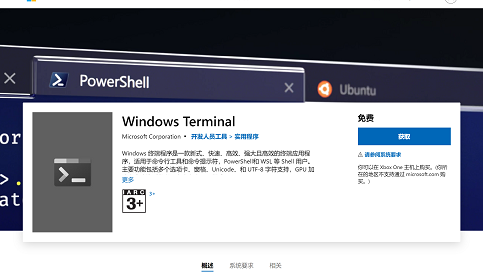 PowerShell
Ubuntu
Windows Terminal
Microsoft Corporation • 开发人员工具 > 实用程序
Windows 终端程序是一款新式、快速、高效、强大且高效的终端应用程
序，适用于命令行工具和命令提示符，PowerShell和 WSL 等 Shell 用户。
主要功能包括多个选项卡、窗格、Unicode、和 UTF-8 字符支持，GPU 加
更多
IARC
3+
3+
免费
获取
请参阅系统要求
你可以在 Xbox One 主机上购买。(你所
在的地区不支持通过 microsoft.com 购
买。)
概述
系统要求
相关